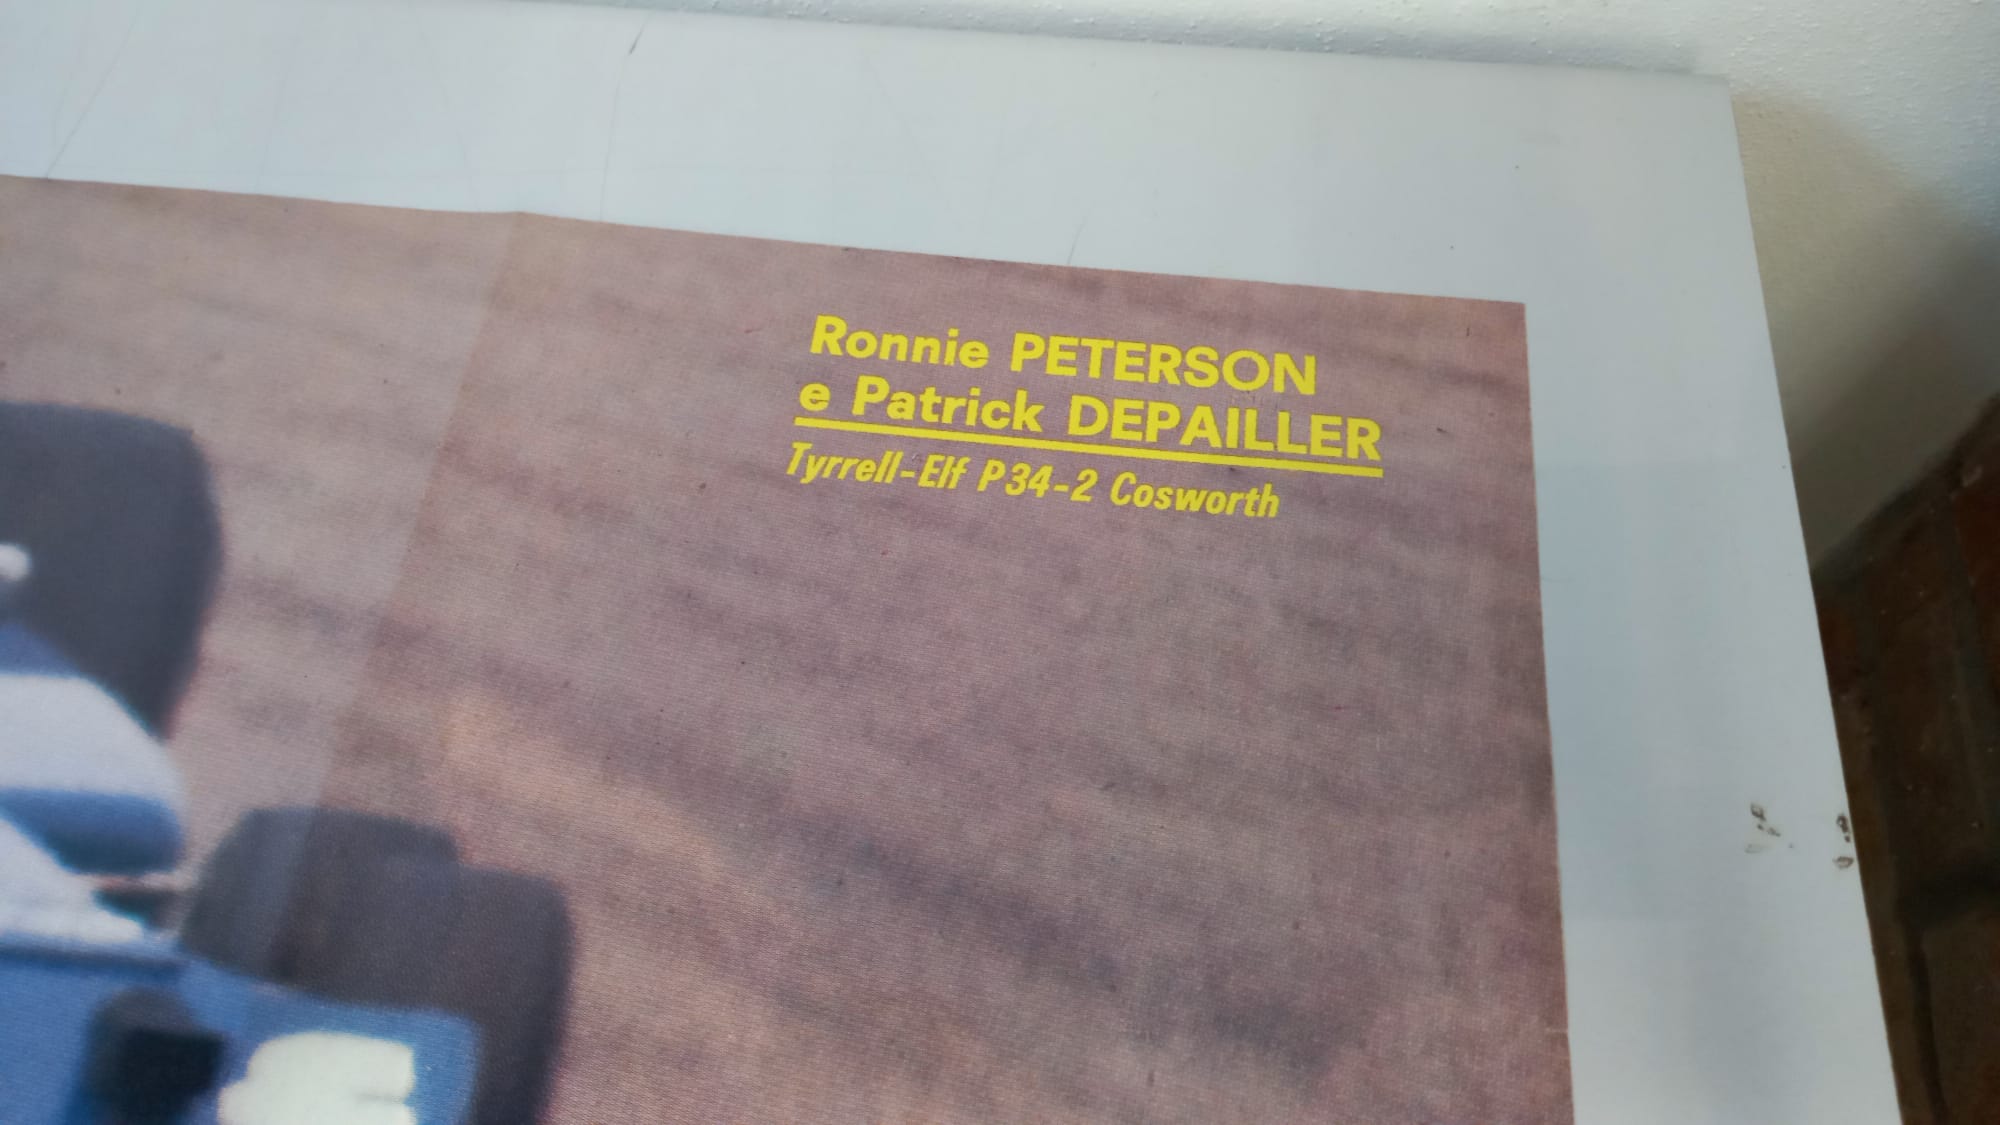 Ronnie PETERSON
e Patrick DEPAILLER
Tyrrell-Elf P34-2 Cosworth